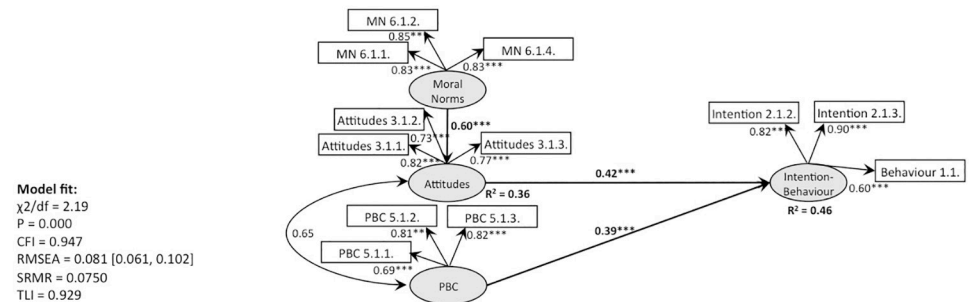 MN 6.1.2.
0.85**
MN 6.1.1.
MN 6.1.4.
0.83***
0.83***
Moral
Norms
Attitudes 3.1.2.
0.60***
0.73***
Attitudes 3.1.1.
Attitudes 3.1.3.
0.82***
0.77***
Attitudes
R² = 0.36
0.42***
Intention 2.1.2.
Intention 2.1.3.
0.82**
0.90***
Behaviour 1.1.
0.60***
Intention-
Behaviour
R² = 0.46
0.39***
0.65
PBC 5.1.2.
PBC 5.1.3.
0.81**
0.82***
PBC 5.1.1.
0.69***
PBC
Model fit:
χ2/df = 2.19
P = 0.000
CFI = 0.947
RMSEA = 0.081 [0.061, 0.102]
SRMR = 0.0750
TLI = 0.929